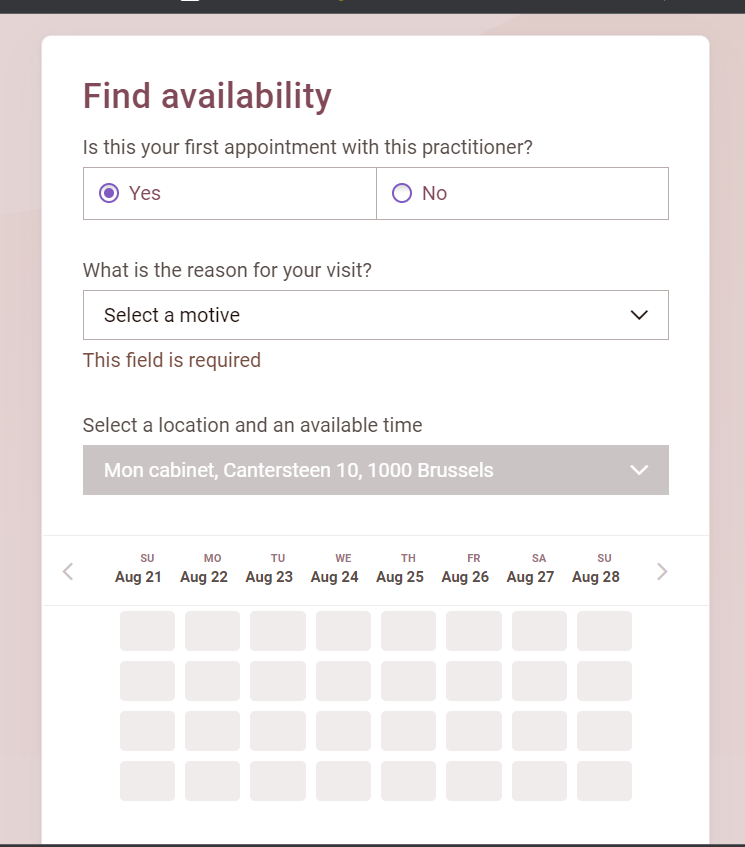 Find availability
Is this your first appointment with this practitioner?
Yes No
What is the reason for your visit?
Select a motive
This field is required
Select a location and an available time
Mon cabinet, Cantersteen 10, 1000 Brussels
SU MO TU WE TH FR SA SU
Aug 21 Aug 22 Aug 23 Aug 24 Aug 25 Aug 26 Aug 27 Aug 28